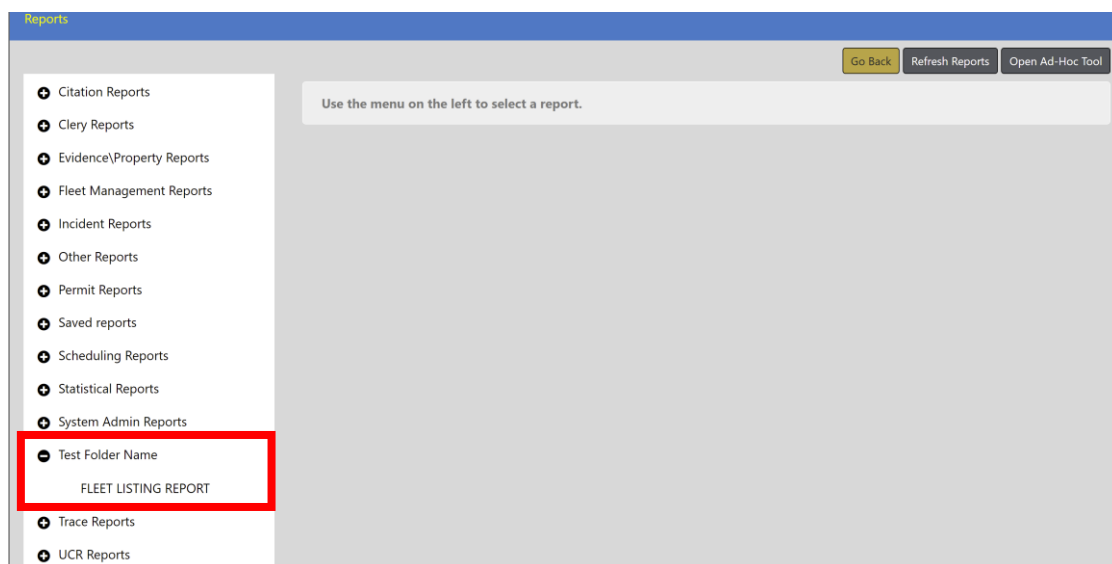 Reports
Go Back Refresh Reports Open Ad-Hoc Tool
Use the menu on the left to select a report.
Citation Reports
Clery Reports
Evidence\Property Reports
Fleet Management Reports
Incident Reports
Other Reports
Permit Reports
Saved reports
Scheduling Reports
Statistical Reports
System Admin Reports
Test Folder Name
FLEET LISTING REPORT
Trace Reports
UCR Reports